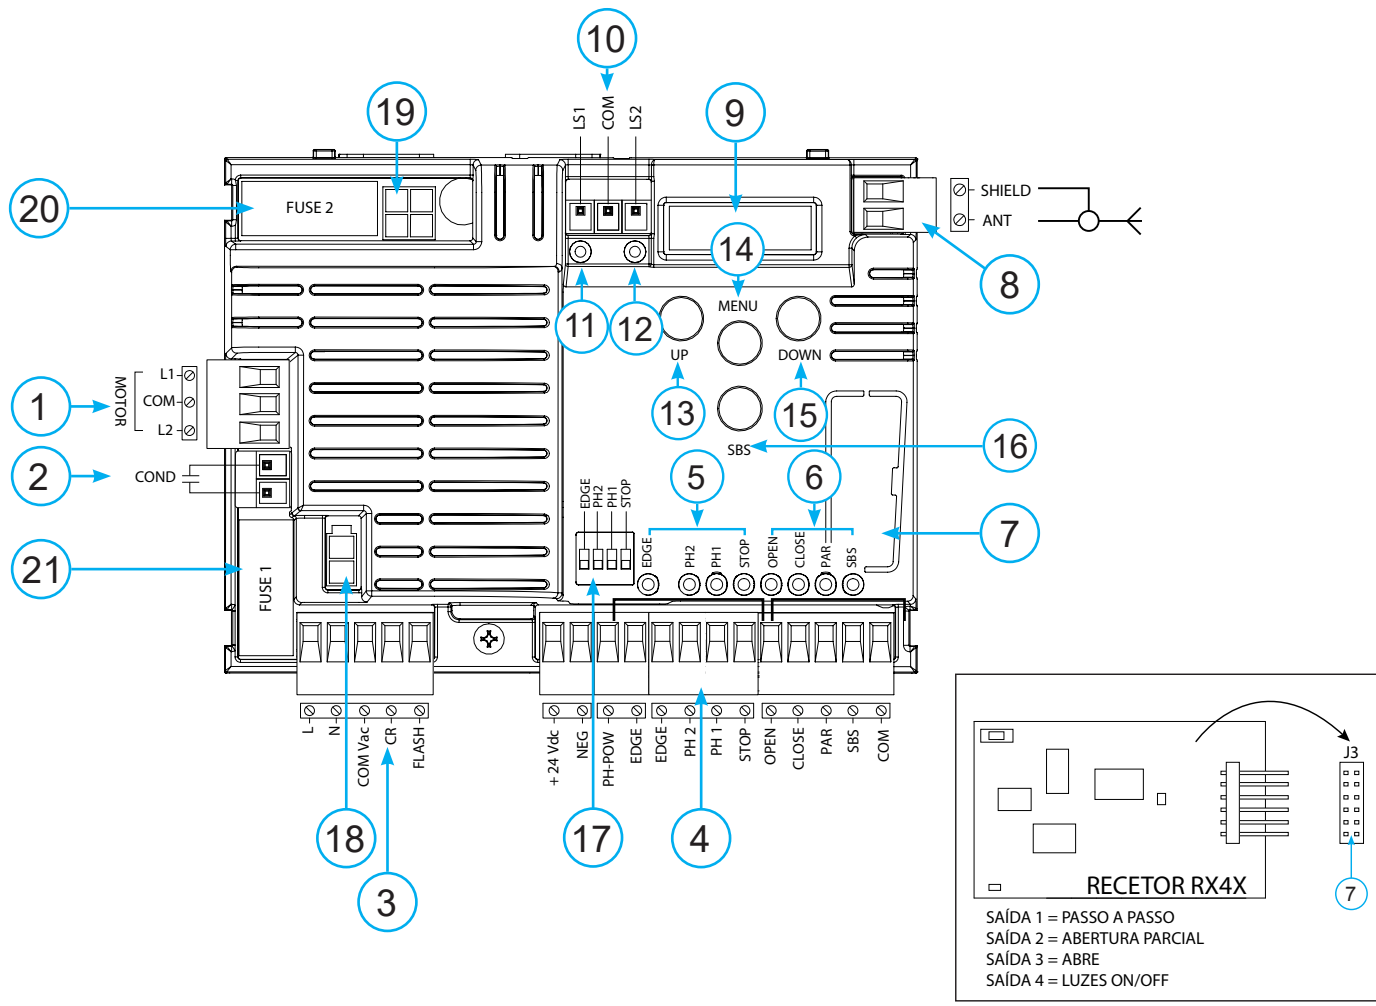 10
LS1
COM
LS2
19
9
20
FUSE 2
SHIELD
ANT
14
8
11
12
MENU
UP
DOWN
1
MOTOR
L1
COM
L2
13
15
2
COND
SBS
16
5
6
7
EDGE
PH2
PH1
STOP
EDGE
PH2
PH1
STOP
OPEN
CLOSE
PAR
SBS
21
FUSE 1
L
N
COM Vac
CR
FLASH
+ 24 Vdc
NEG
PH-POW
EDGE
EDGE
PH 2
PH 1
STOP
OPEN
CLOSE
PAR
SBS
COM
18
17
4
3
J3
7
RECETOR RX4X
SAÍDA 1 = PASSO A PASSO
SAÍDA 2 = ABERTURA PARCIAL
SAÍDA 3 = ABRE
SAÍDA 4 = LUZES ON/OFF